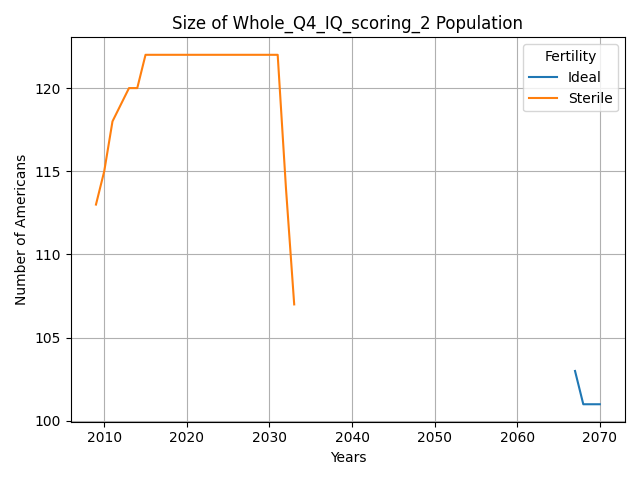 Size of Whole_Q4_IQ_scoring_2 Population
Fertility
Ideal
Sterile
Number of Americans
120
115
110
105
100
2010 2020 2030 2040 2050 2060 2070
Years